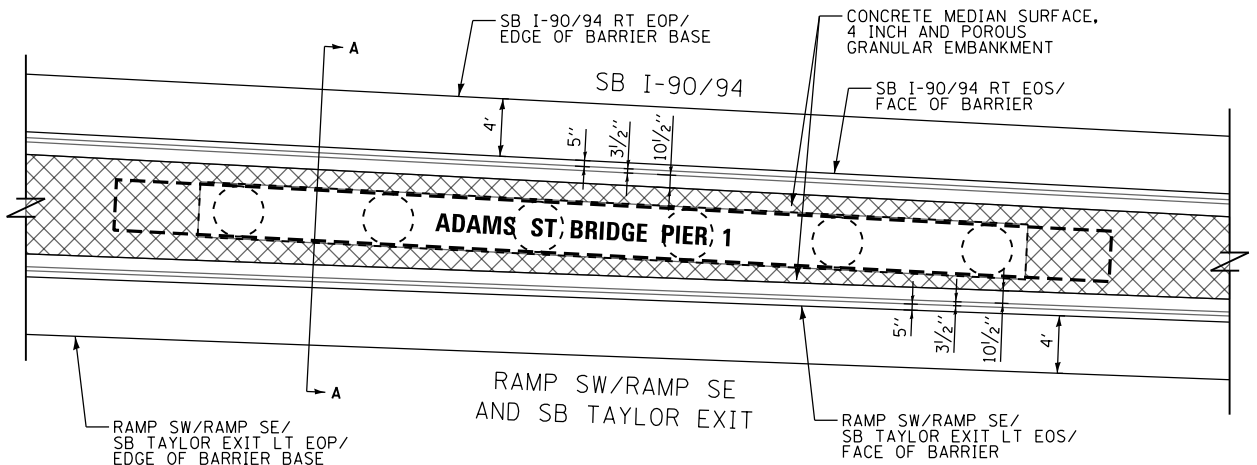 SB I-90/94 RT EOP/
EDGE OF BARRIER BASE
CONCRETE MEDIAN SURFACE,
4 INCH AND POROUS
GRANULAR EMBANKMENT
A
SB I-90/94
SB I-90/94 RT EOS/
FACE OF BARRIER
4'
5"
3½"
10½"
ADAMS ST BRIDGE PIER 1
5"
3½"
10½"
4'
A
RAMP SW/RAMP SE
AND SB TAYLOR EXIT
RAMP SW/RAMP SE/
SB TAYLOR EXIT LT EOP/
EDGE OF BARRIER BASE
RAMP SW/RAMP SE/
SB TAYLOR EXIT LT EOS/
FACE OF BARRIER